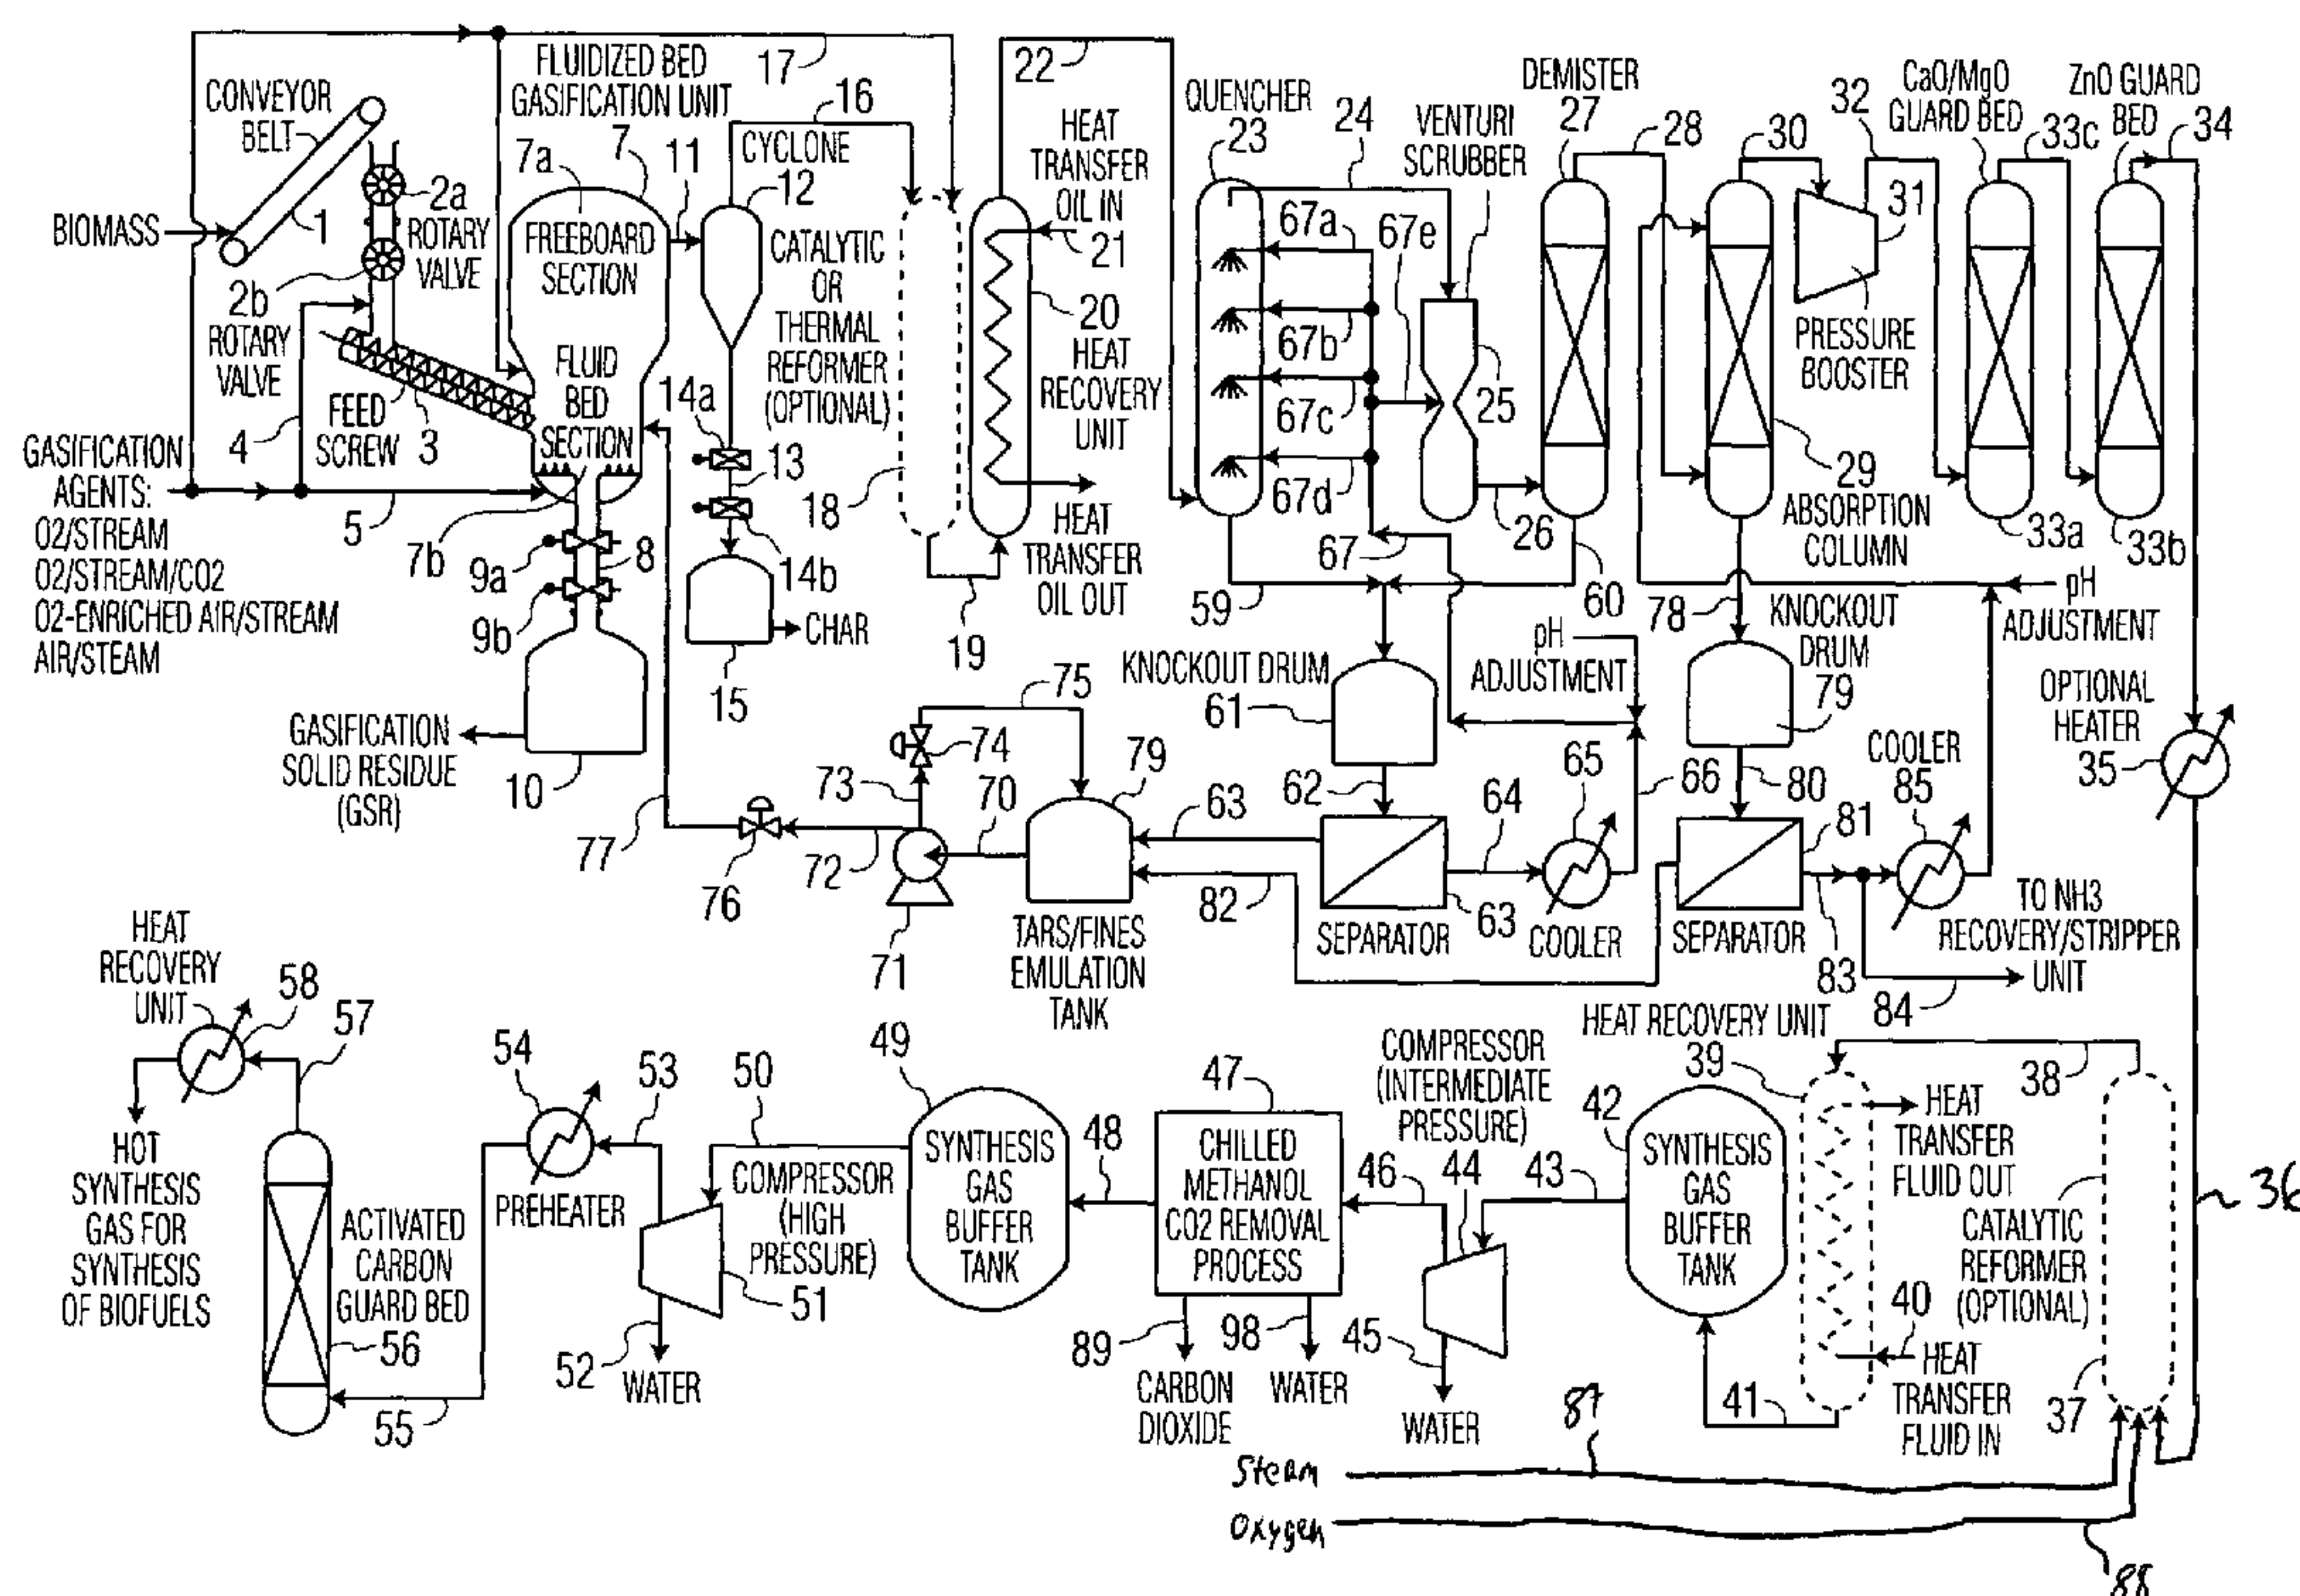 17
22
FLUIDIZED BED
GASIFICATION UNIT
16
CONVEYOR
BELT
7a
7
11
CYCLONE
12
2a
ROTARY
VALVE
BIOMASS
1
FREEBOARD
SECTION
2b
ROTARY
VALVE
FLUID
BED
SECTION
FEED
SCREW
3
4
GASIFICATION
AGENTS:
O2/STREAM
O2/STREAM/CO2
O2-ENRICHED AIR/STREAM
AIR/STEAM
5
7b
9a
8
9b
GASIFICATION
SOLID RESIDUE
(GSR)
10
14a
13
14b
CHAR
15
CATALYTIC
OR
THERMAL
REFORMER
(OPTIONAL)
18
19
HEAT
TRANSFER
OIL IN
21
20
HEAT
RECOVERY
UNIT
HEAT
TRANSFER
OIL OUT
QUENCHER
23
24
VENTURI
SCRUBBER
67a
67e
67b
67c
67d
67
25
26
DEMISTER
27
28
30
32
31
PRESSURE
BOOSTER
29
ABSORPTION
COLUMN
CaO/MgO
GUARD BED
33c
33a
ZnO GUARD
BED
34
33b
59
60
78
KNOCKOUT
DRUM
79
pH
ADJUSTMENT
pH
ADJUSTMENT
KNOCKOUT DRUM
61
62
OPTIONAL
HEATER
35
COOLER
85
80
81
65
66
64
63
63
SEPARATOR
COOLER
SEPARATOR
83
84
TO NH3
RECOVERY/STRIPPER
UNIT
75
74
73
70
79
77
76
72
71
82
TARS/FINES
EMULATION
TANK
HEAT
RECOVERY
UNIT
58
57
HOT
SYNTHESIS
GAS FOR
SYNTHESIS
OF BIOFUELS
ACTIVATED
CARBON
GUARD BED
56
55
54
53
PREHEATER
50
COMPRESSOR
(HIGH
PRESSURE)
51
52
WATER
49
SYNTHESIS
GAS
BUFFER
TANK
48
47
CHILLED
METHANOL
CO2 REMOVAL
PROCESS
89
CARBON
DIOXIDE
98
WATER
46
COMPRESSOR
(INTERMEDIATE
PRESSURE)
44
43
45
WATER
42
SYNTHESIS
GAS
BUFFER
TANK
41
HEAT RECOVERY UNIT
39
38
HEAT
TRANSFER
FLUID OUT
40
HEAT
TRANSFER
FLUID IN
CATALYTIC
REFORMER
(OPTIONAL)
37
36
87
Steam
Oxygen
88